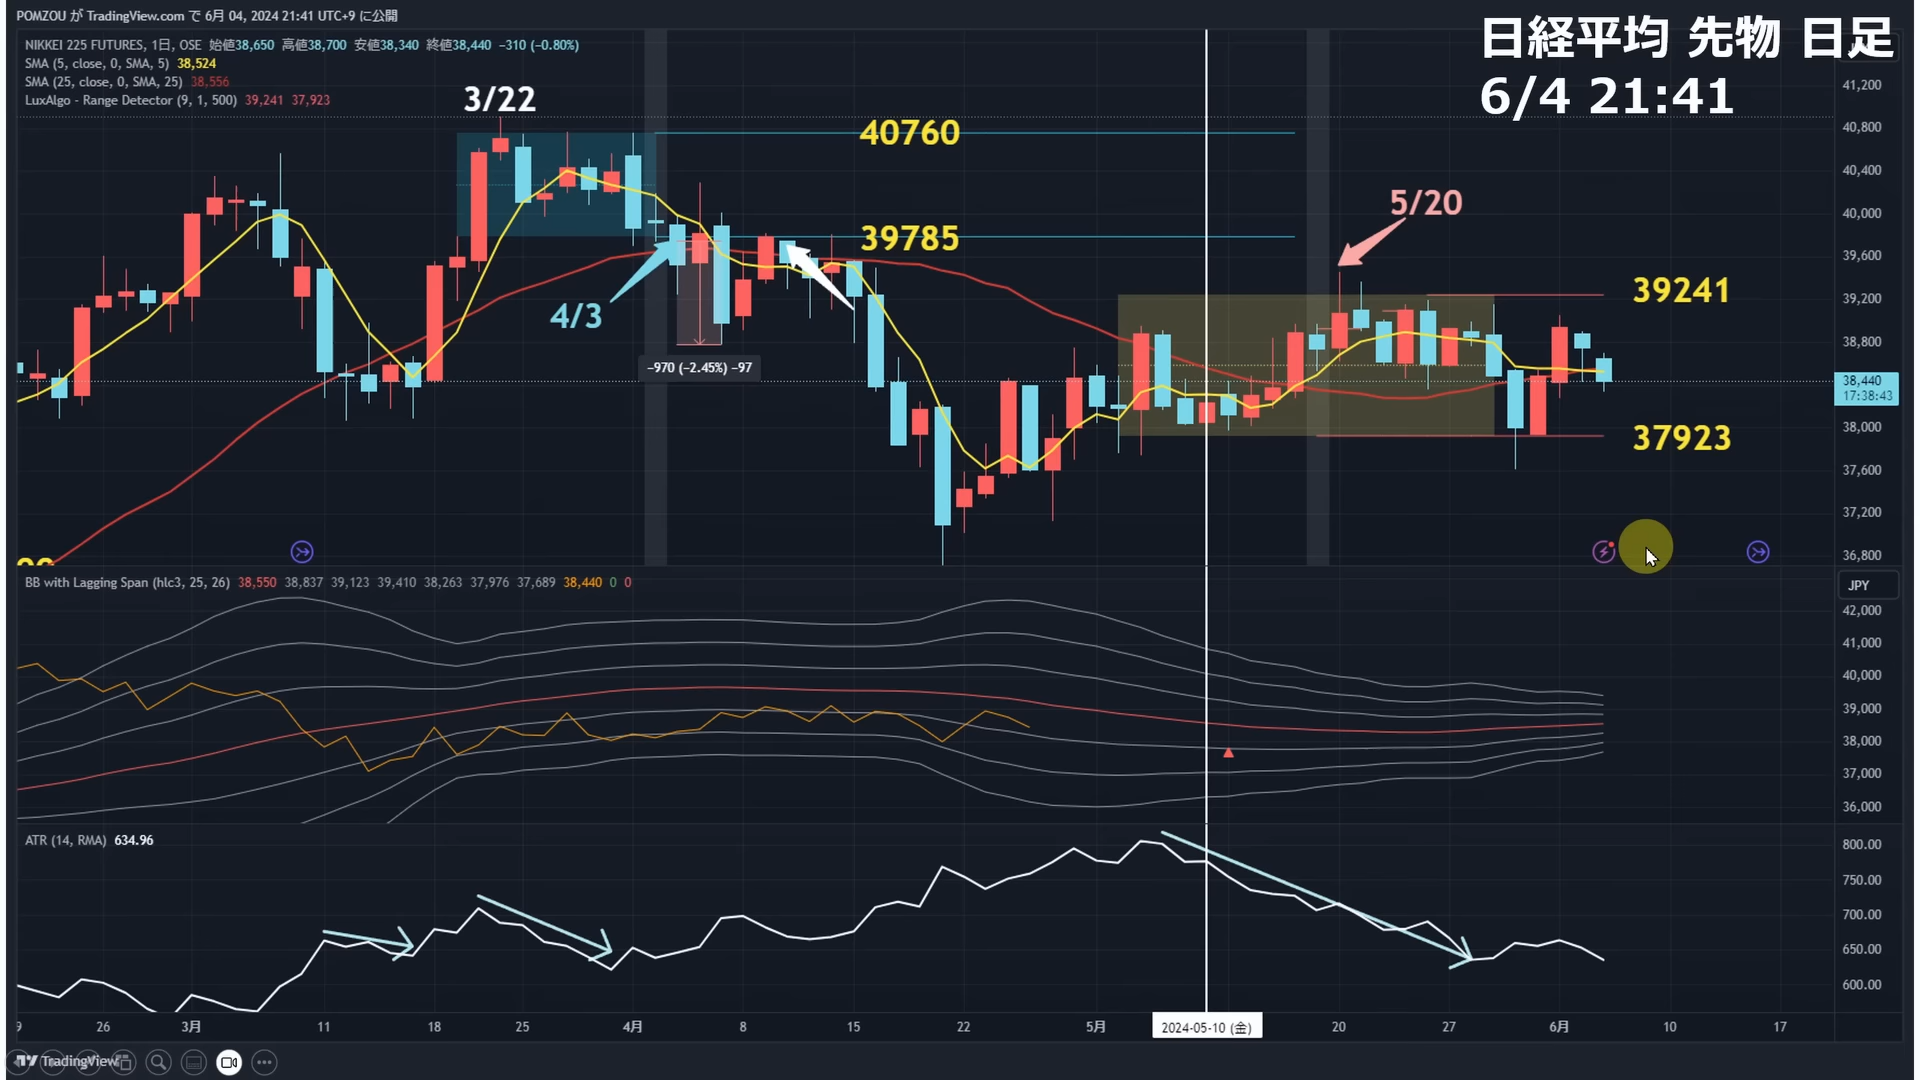 POMZOU が TradingView.com で 6月 04, 2024 21:41 UTC+9 に公開
日経平均 先物 日足
6/4 21:41
NIKKEI 225 FUTURES, 1日, OSE 始値38,650 高値38,700 安値38,340 終値38,440 −310 (−0.80%)
SMA (5, close, 0, SMA, 5) 38,524
SMA (25, close, 0, SMA, 25) 38,556
LuxAlgo - Range Detector (9, 1, 500) 39,241 37,923
3/22
40760
39785
4/3
−970 (−2.45%) −97
5/20
39241
37923
41,200
40,800
40,400
40,000
39,600
39,200
38,800
38,440
17:38:43
38,000
37,600
37,200
36,800
BB with Lagging Span (hlc3, 25, 26) 38,550 38,837 39,123 39,410 38,263 37,976 37,689 38,440 0 0
JPY
42,000
41,000
40,000
39,000
38,000
37,000
36,000
ATR (14, RMA) 634.96
800.00
750.00
700.00
650.00
600.00
9 26 3月 11 18 25 4月 8 15 22 5月 2024-05-10 (金) 20 27 6月 10 17
TradingView